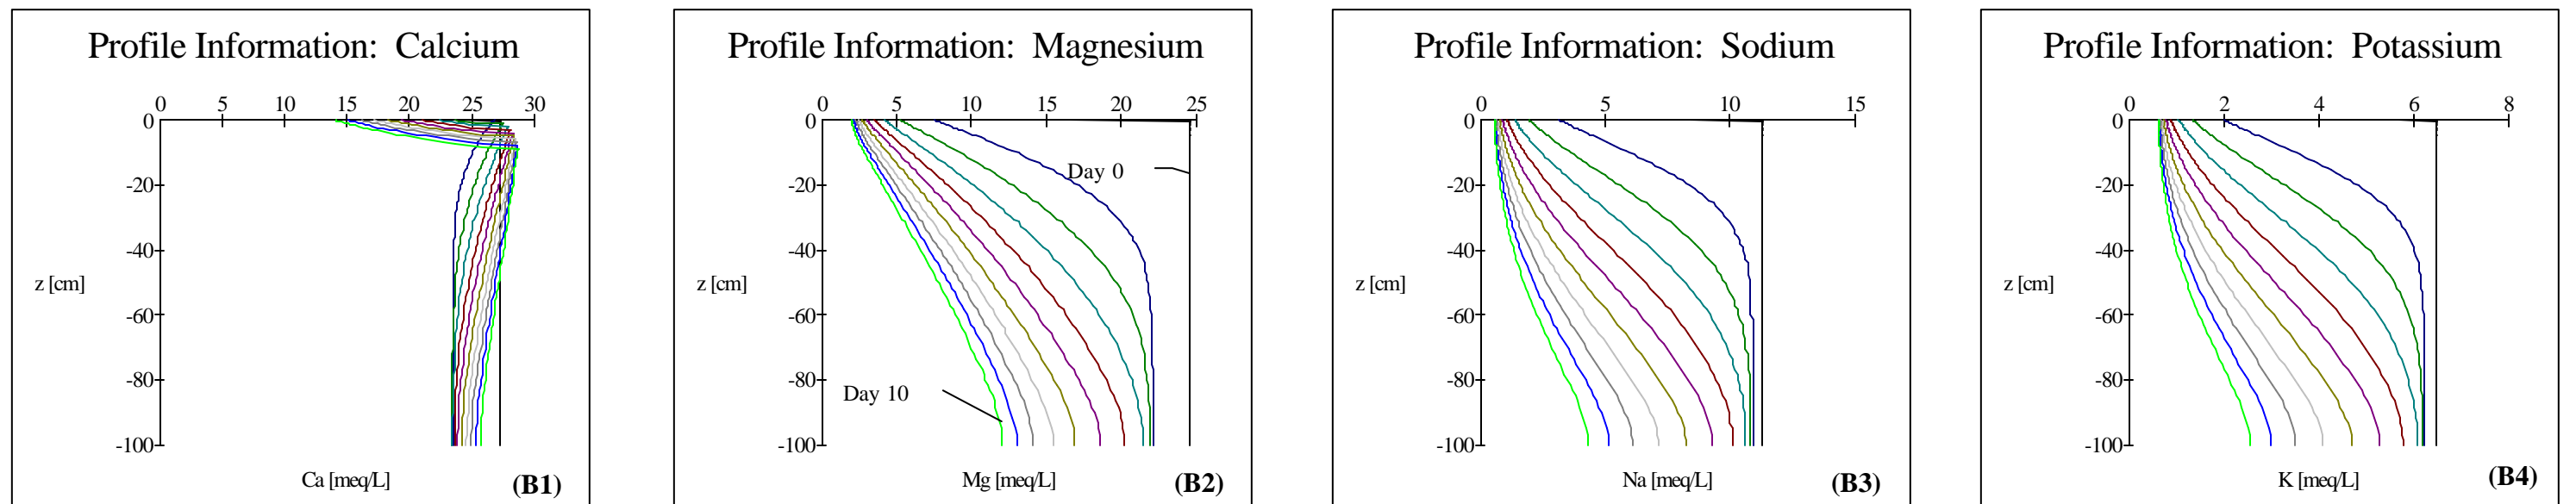 Profile Information: Calcium
0 5 10 15 20 25 30
0
-20
-40
z [cm]
-60
-80
-100
Ca [meq/L]
(B1)
Profile Information: Magnesium
0 5 10 15 20 25
0
Day 0
-20
-40
z [cm]
-60
-80
Day 10
-100
Mg [meq/L]
(B2)
Profile Information: Sodium
0 5 10 15
0
-20
-40
z [cm]
-60
-80
-100
Na [meq/L]
(B3)
Profile Information: Potassium
0 2 4 6 8
0
-20
-40
z [cm]
-60
-80
-100
K [meq/L]
(B4)